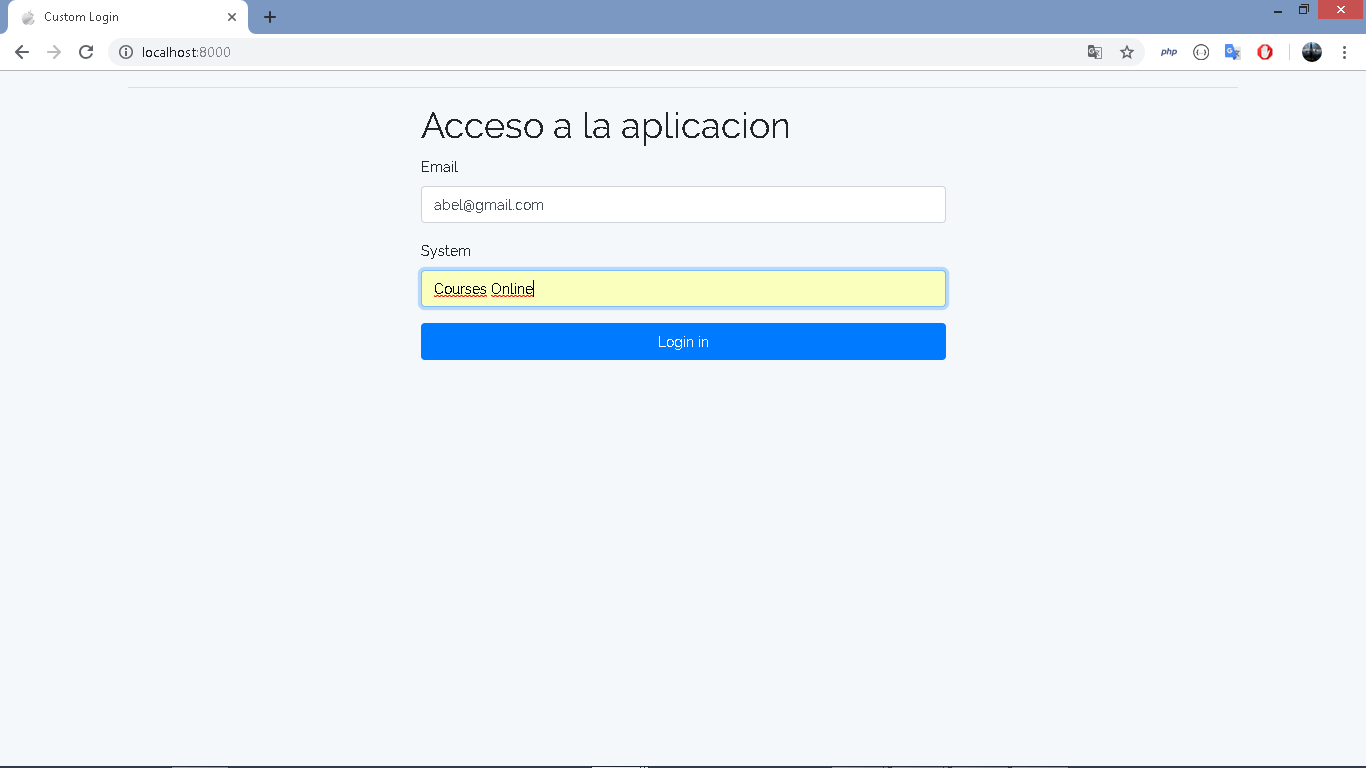 Custom Login
localhost:8000
php
Acceso a la aplicacion
Email
abel@gmail.com
System
Courses Online
Login in